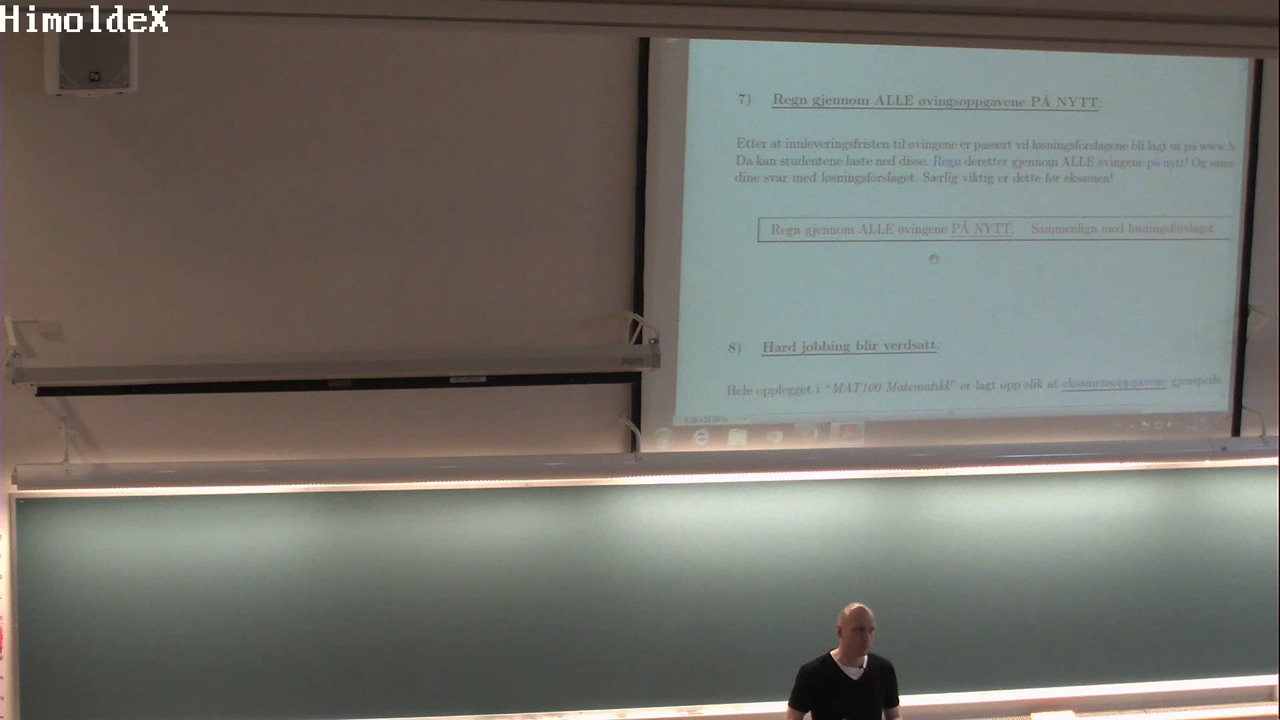 HimoldeX
7) Regn gjennom ALLE øvingsoppgavene PÅ NYTT:
Etter at innleveringsfristen til øvingene er passert vil løsningsforslagene bli lagt ut på www.h
Da kan studentene laste ned disse. Regn deretter gjennom ALLE øvingene på nytt! Og samm
dine svar med løsningsforslaget. Særlig viktig er dette før eksamen!
Regn gjennom ALLE øvingene PÅ NYTT. Sammenlign med løsningsforslaget.
8) Hard jobbing blir verdsatt:
Hele opplegget i "MAT100 Matematikk" er lagt opp slik at eksamensoppgavene gjenspeile